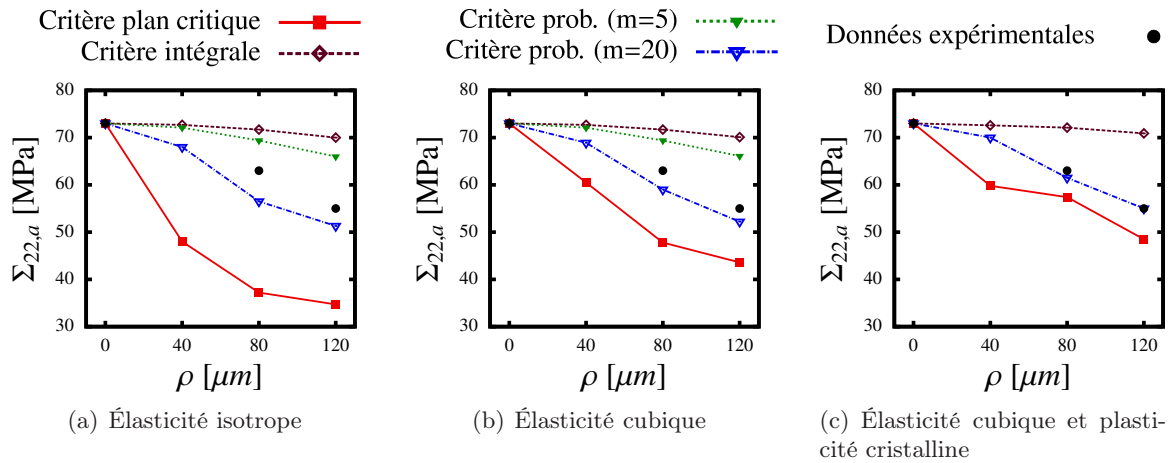 Critère plan critique
Critère intégrale
Critère prob. (m=5)
Critère prob. (m=20)
Données expérimentales
Σ22,a [MPa]
80
70
60
50
40
30
0 40 80 120
ρ [μm]
(a) Élasticité isotrope
Σ22,a [MPa]
80
70
60
50
40
30
0 40 80 120
ρ [μm]
(b) Élasticité cubique
Σ22,a [MPa]
80
70
60
50
40
30
0 40 80 120
ρ [μm]
(c) Élasticité cubique et plasti-
cité cristalline